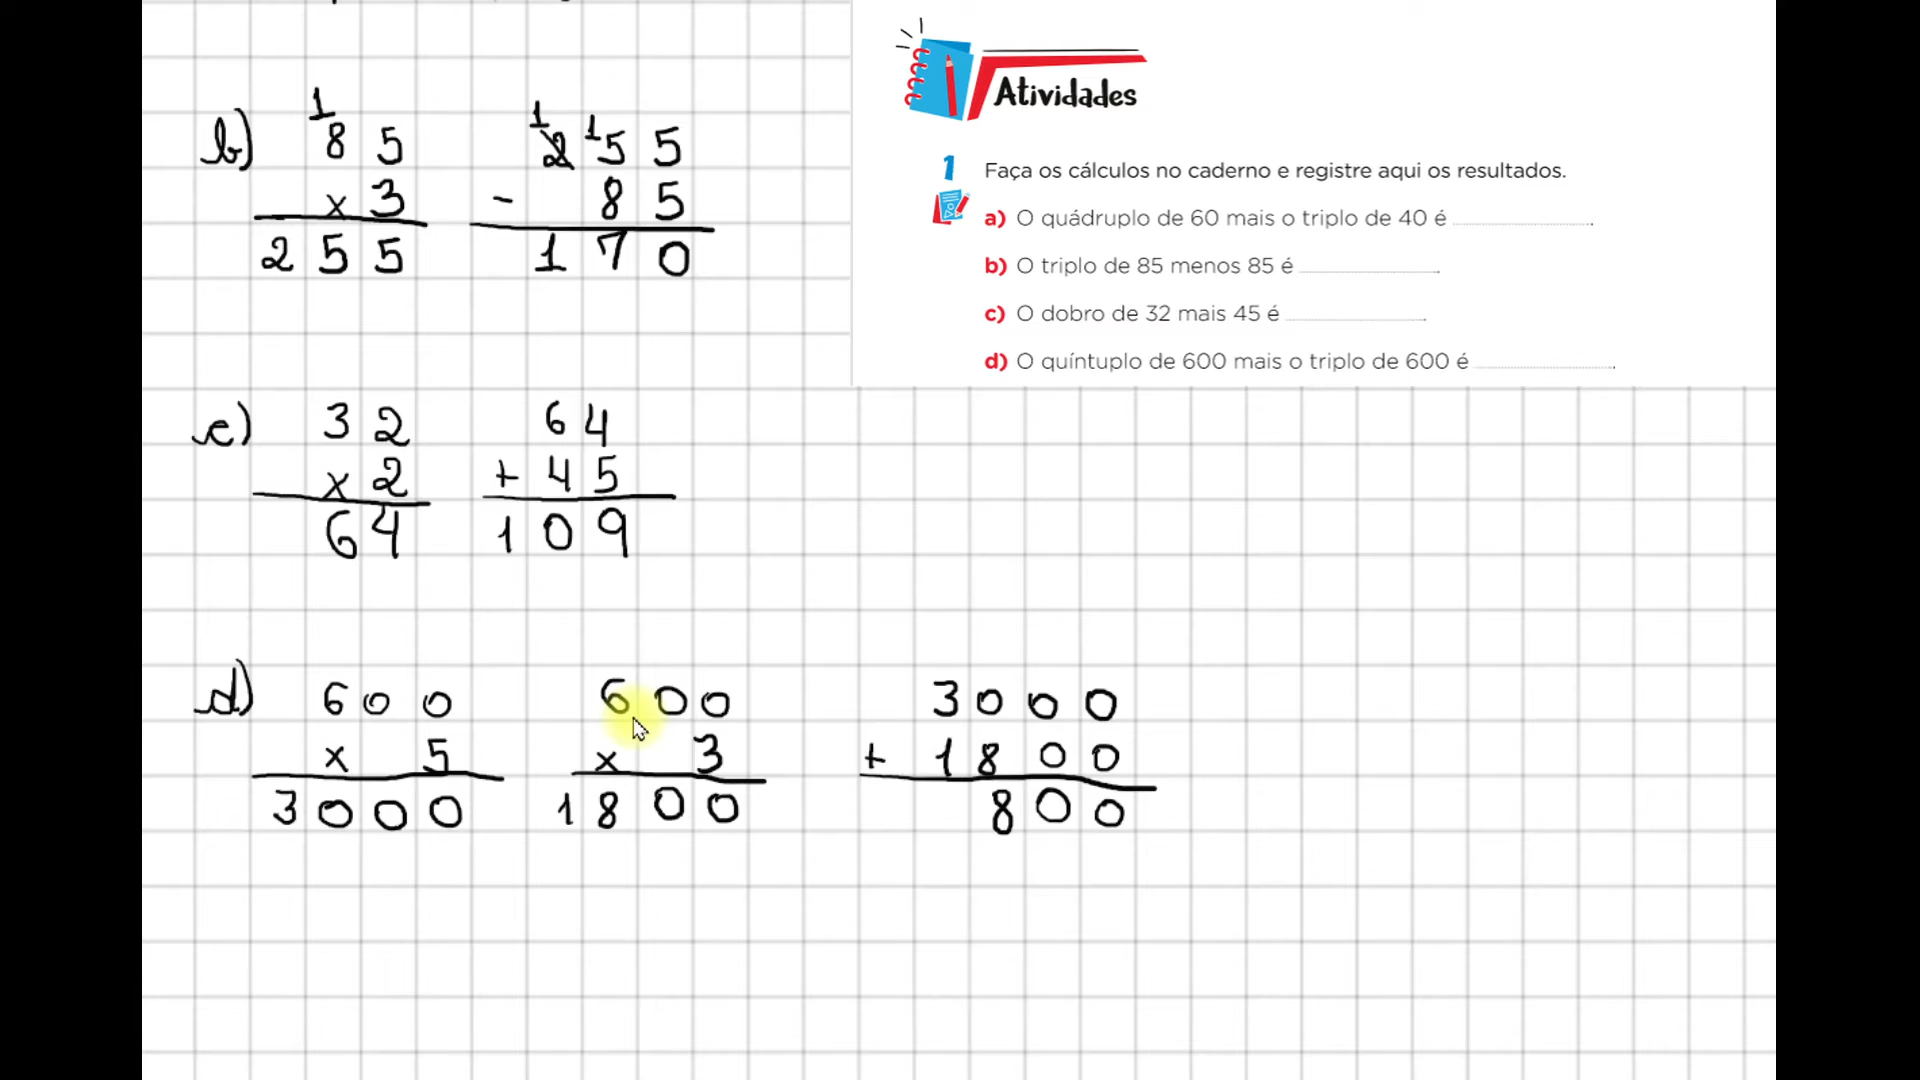 Atividades
1 Faça os cálculos no caderno e registre aqui os resultados.
a) O quádruplo de 60 mais o triplo de 40 é
b) O triplo de 85 menos 85 é
c) O dobro de 32 mais 45 é
d) O quíntuplo de 600 mais o triplo de 600 é
1 1 1
b) 85 255
x 3 - 85
255 170
c) 32 64
x 2 + 45
64 109
d) 600 600 3000
x 5 x 3 + 1800
3000 1800 800